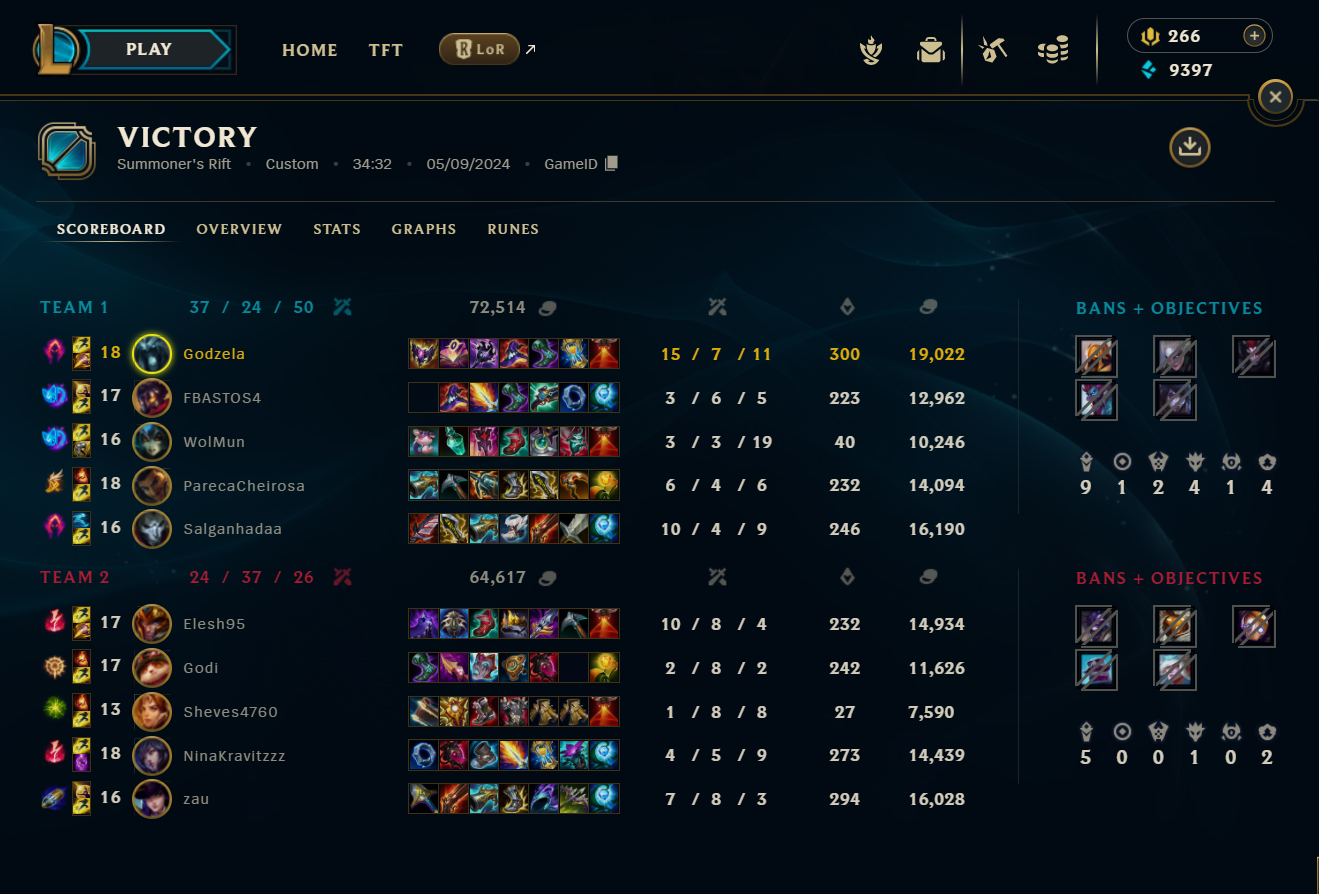 PLAY HOME TFT LoR 266
9397
VICTORY
Summoner's Rift • Custom • 34:32 • 05/09/2024 • GameID
SCOREBOARD OVERVIEW STATS GRAPHS RUNES
TEAM 1 37 / 24 / 50 72,514 BANS + OBJECTIVES
18 Godzela 15 / 7 / 11 300 19,022
17 FBASTOS4 3 / 6 / 5 223 12,962
16 WolMun 3 / 3 / 19 40 10,246
18 ParecaCheirosa 6 / 4 / 6 232 14,094
9 1 2 4 1 4
16 Salganhadaa 10 / 4 / 9 246 16,190
TEAM 2 24 / 37 / 26 64,617 BANS + OBJECTIVES
17 Elesh95 10 / 8 / 4 232 14,934
17 Godi 2 / 8 / 2 242 11,626
13 Sheves4760 1 / 8 / 8 27 7,590
18 NinaKravitzzz 4 / 5 / 9 273 14,439
5 0 0 1 0 2
16 zau 7 / 8 / 3 294 16,028